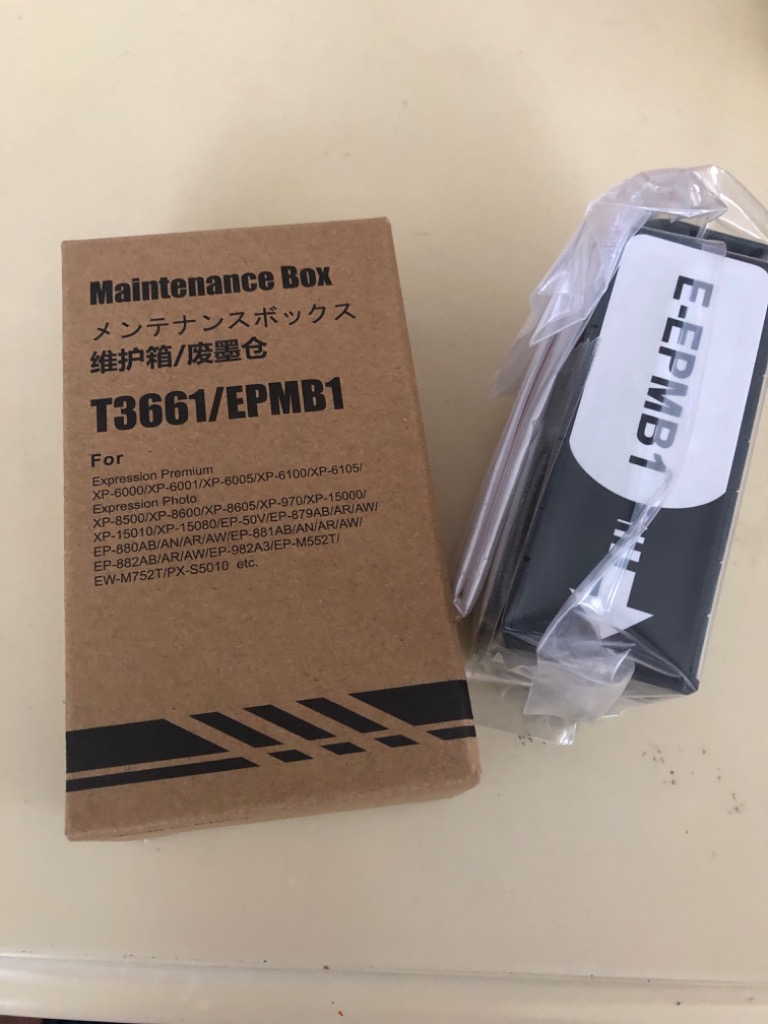 Maintenance Box
メンテナンスボックス
维护箱/废墨仓
T3661/EPMB1
For
Expression Premium
XP-6000/XP-6001/XP-6005/XP-6100/XP-6105/
Expression Photo
XP-8500/XP-8600/XP-8605/XP-970/XP-15000/
XP-15010/XP-15080/EP-50V/EP-879AB/AR/AW/
EP-880AB/AN/AR/AW/EP-881AB/AN/AR/AW/
EP-882AB/AR/AW/EP-982A3/EP-M552T/
EW-M752T/PX-S5010 etc.
E-EPMB1